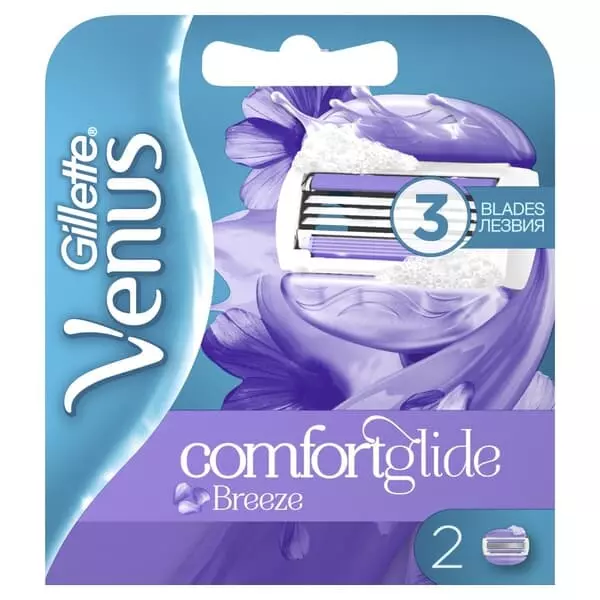 Gillette®
Venus
3
BLADES
ЛЕЗВИЯ
comfortglide
Breeze
2